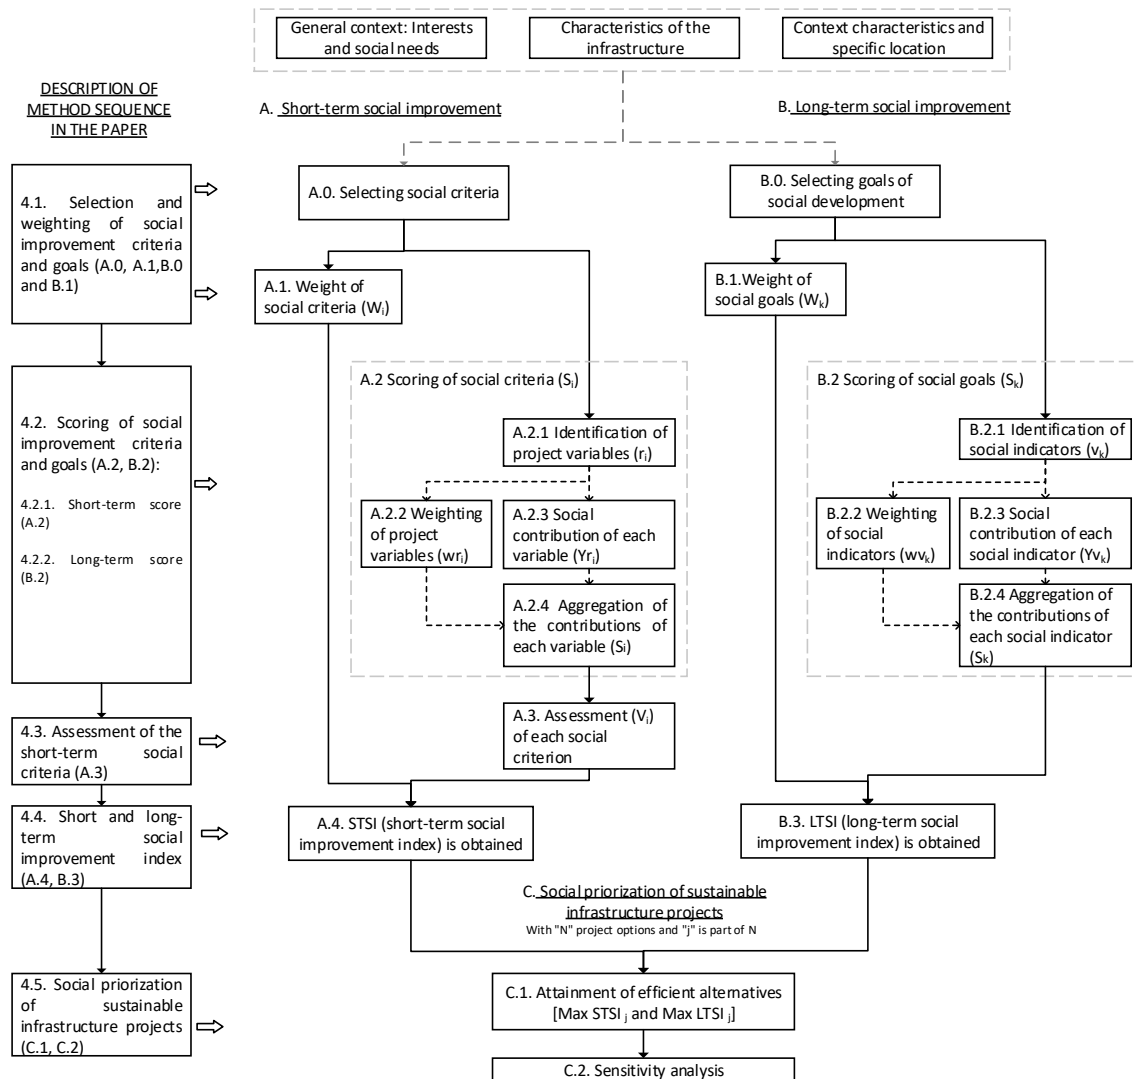 General context: Interests
and social needs
Characteristics of the
infrastructure
Context characteristics and
specific location
DESCRIPTION OF
METHOD SEQUENCE
IN THE PAPER
A. Short-term social improvement
B. Long-term social improvement
4.1. Selection and
weighting of social
improvement criteria
and goals (A.0, A.1,B.0
and B.1)
A.0. Selecting social criteria
B.0. Selecting goals of
social development
A.1. Weight of
social criteria (Wi)
B.1.Weight of
social goals (Wk)
4.2. Scoring of social
improvement criteria
and goals (A.2, B.2):
4.2.1. Short-term score
(A.2)
4.2.2. Long-term score
(B.2)
A.2 Scoring of social criteria (Si)
A.2.1 Identification of
project variables (ri)
A.2.2 Weighting
of project
variables (wri)
A.2.3 Social
contribution of each
variable (Yri)
A.2.4 Aggregation of
the contributions of
each variable (Si)
B.2 Scoring of social goals (Sk)
B.2.1 Identification of
social indicators (vk)
B.2.2 Weighting
of social
indicators (wvk)
B.2.3 Social
contribution of each
social indicator (Yvk)
B.2.4 Aggregation of
the contributions of
each social indicator
(Sk)
4.3. Assessment of the
short-term social
criteria (A.3)
A.3. Assessment (Vi)
of each social
criterion
4.4. Short and long-
term social
improvement index
(A.4, B.3)
A.4. STSI (short-term social
improvement index) is obtained
B.3. LTSI (long-term social
improvement index) is obtained
C. Social priorization of sustainable
infrastructure projects
With "N" project options and "j" is part of N
4.5. Social priorization
of sustainable
infrastructure projects
(C.1, C.2)
C.1. Attainment of efficient alternatives
[Max STSI j and Max LTSI j]
C.2. Sensitivity analysis